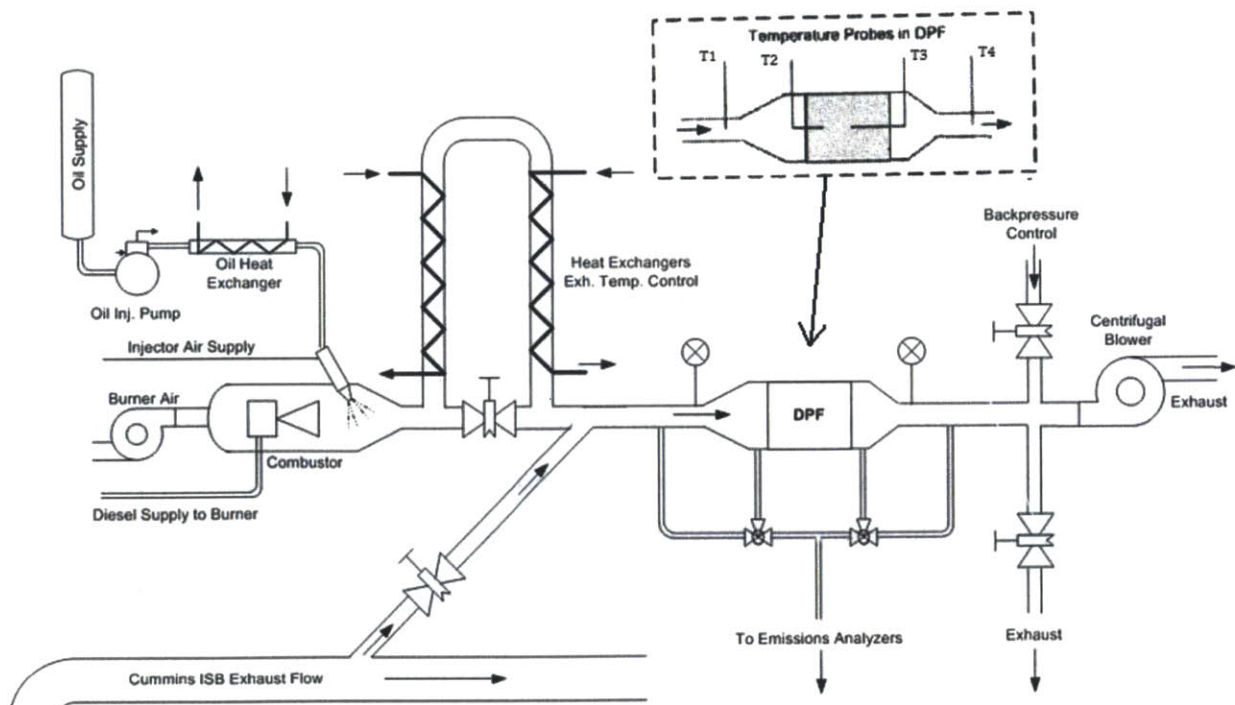 Temperature Probes in DPF
T1
T2
T3
T4
Oil Supply
Oil Heat
Exchanger
Oil Inj. Pump
Heat Exchangers
Exh. Temp. Control
Backpressure
Control
Centrifugal
Blower
Exhaust
Injector Air Supply
Burner Air
Combustor
DPF
Diesel Supply to Burner
To Emissions Analyzers
Exhaust
Cummins ISB Exhaust Flow